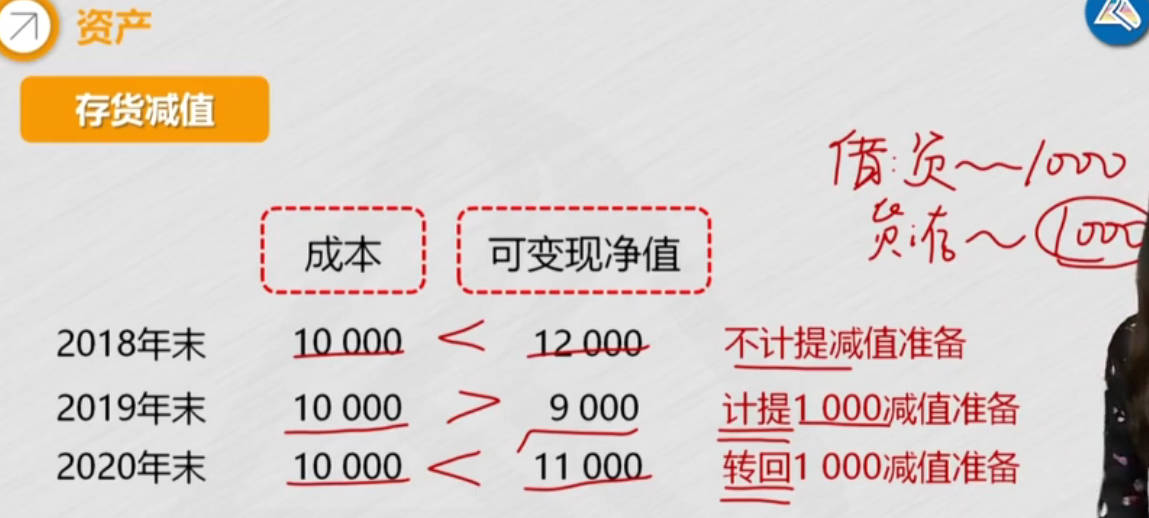 资产
存货减值
借:资~1000
贷:存~1000
成本 可变现净值
2018年末 10 000 < 12 000 不计提减值准备
2019年末 10 000 > 9 000 计提1 000减值准备
2020年末 10 000 < 11 000 转回1 000减值准备